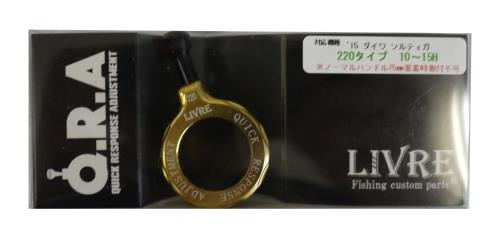 Q.R.A
QUICK RESPONSE ADJUSTMENT
220
LIVRE QUICK RESPONSE ADJUSTMENT
対応機種 '15 ダイワ ソルティガ
220タイプ 10～15H
※ノーマルハンドル75mm装着時取付不可
LIVRE
Fishing custom parts